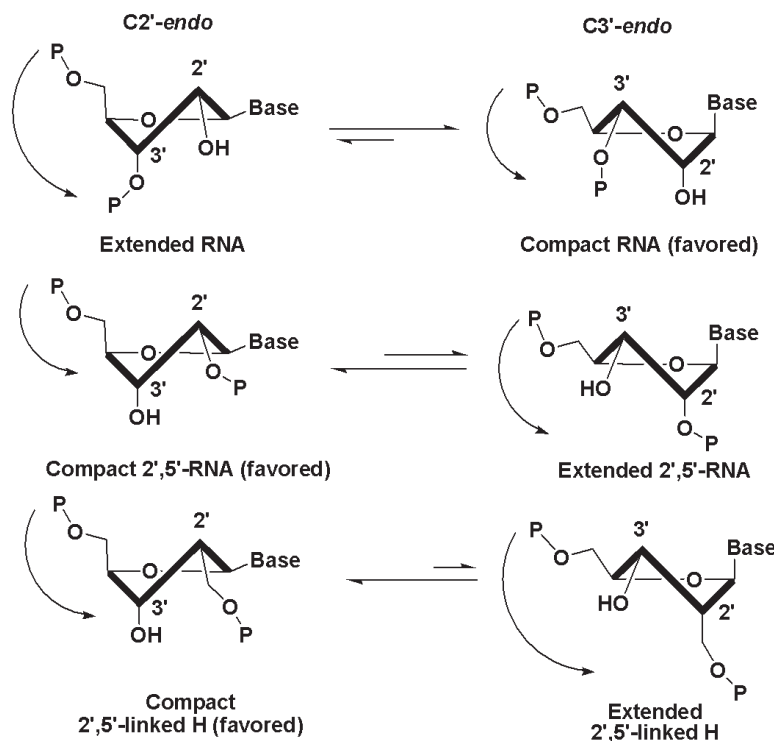 C2'-endo
C3'-endo
P
O
2'
O
Base
3'
OH
O
P
Extended RNA
3'
P
O
O
Base
O
2'
P
OH
Compact RNA (favored)
P
O
2'
O
Base
3'
O
P
OH
Compact 2',5'-RNA (favored)
P
O
3'
O
Base
HO
2'
O
P
Extended 2',5'-RNA
P
O
2'
O
Base
3'
O
OH
P
Compact
2',5'-linked H (favored)
P
O
3'
O
Base
HO
2'
O
P
Extended
2',5'-linked H